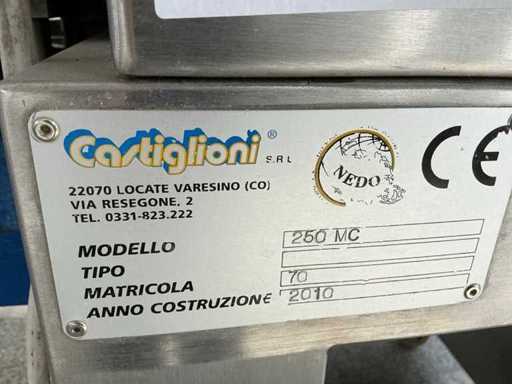 Castiglioni® S.R.L
22070 LOCATE VARESINO (CO)
VIA RESEGONE, 2
TEL. 0331-823.222
NEDO
CE
MODELLO 250 MC
TIPO
MATRICOLA 70
ANNO COSTRUZIONE 2010